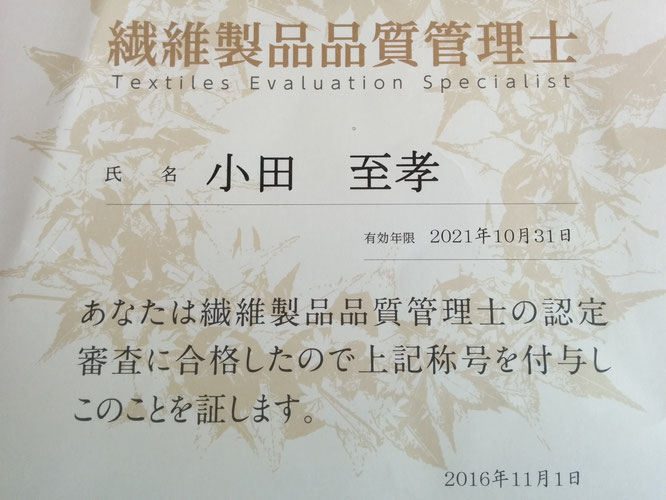 繊維製品品質管理士
Textiles Evaluation Specialist
氏 名 小田 至孝
有効年限 2021年10月31日
あなたは繊維製品品質管理士の認定
審査に合格したので上記称号を付与し
このことを証します。
2016年11月1日